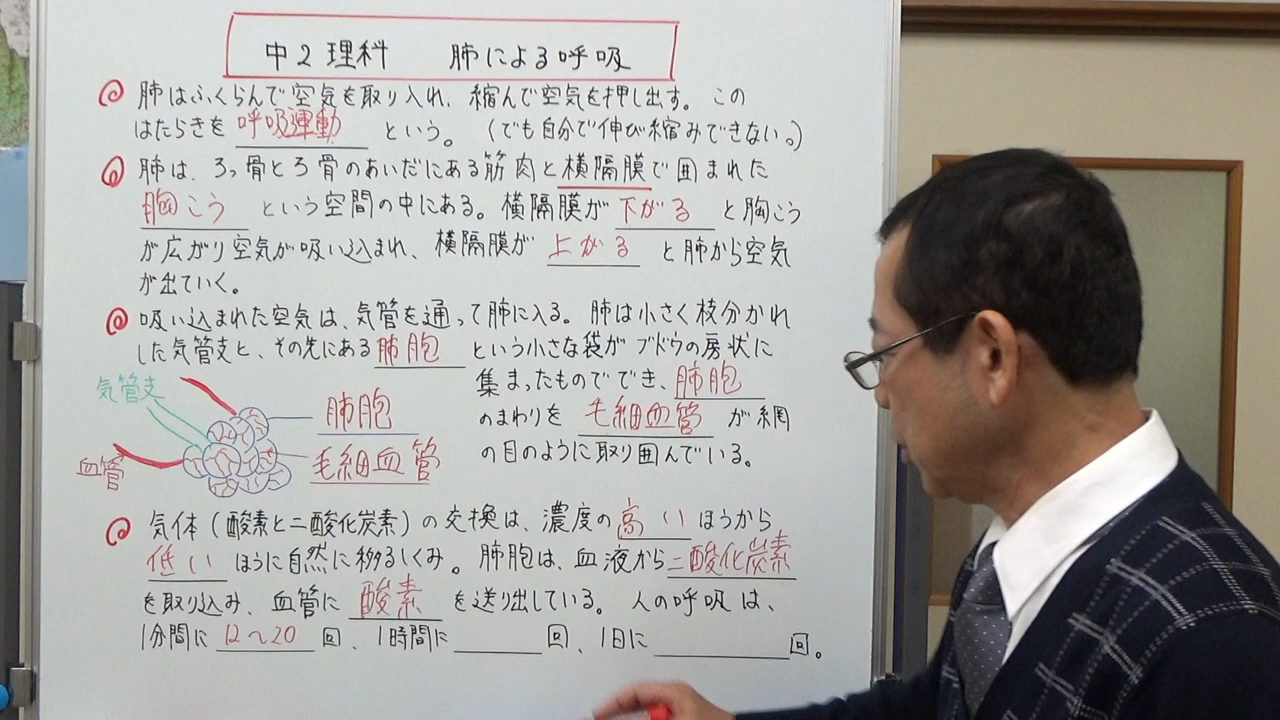 中2理科 肺による呼吸
肺はふくらんで空気を取り入れ、縮んで空気を押し出す。この
はたらきを 呼吸運動 という。(でも自分で伸び縮みできない。)
肺は、ろっ骨とろ骨のあいだにある筋肉と横隔膜で囲まれた
胸こう という空間の中にある。横隔膜が 下がる と胸こう
が広がり空気が吸い込まれ、横隔膜が 上がる と肺から空気
が出ていく。
吸い込まれた空気は、気管を通って肺に入る。肺は小さく枝分かれ
した気管支と、その先にある 肺胞 という小さな袋がブドウの房状に
集まったものででき、肺胞
のまわりを 毛細血管 が網
の目のように取り囲んでいる。
気管支
肺胞
毛細血管
血管
気体(酸素と二酸化炭素)の交換は、濃度の 高い ほうから
低い ほうに自然に移るしくみ。肺胞は、血液から 二酸化炭素
を取り込み、血管に 酸素 を送り出している。人の呼吸は、
1分間に 12〜20 回、1時間に 回、1日に 回。